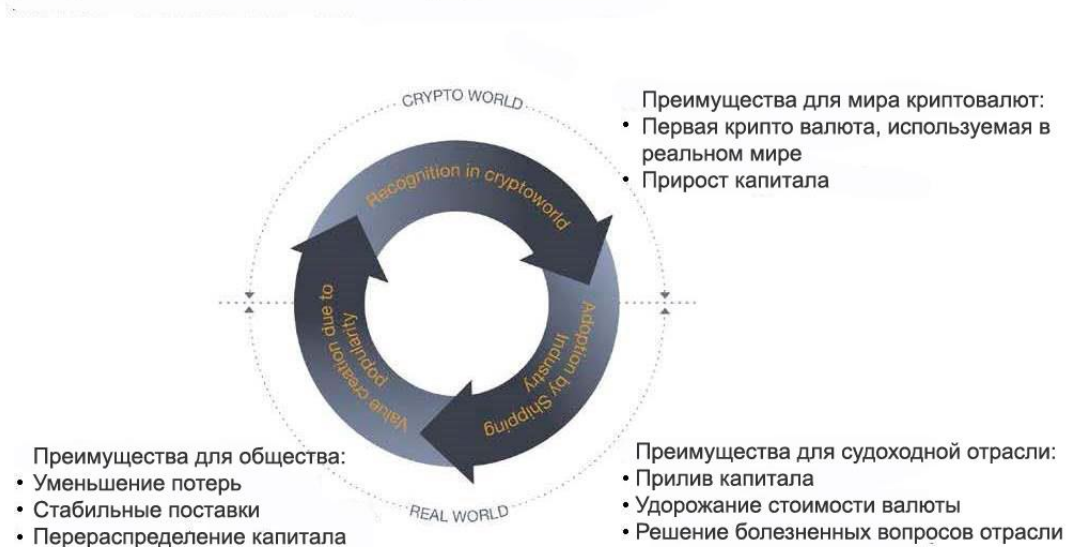 CRYPTO WORLD
Преимущества для мира криптовалют:
• Первая крипто валюта, используемая в
реальном мире
• Прирост капитала
Recognition in cryptoworld
Adoption by Shipping
Industry
Value creation due to
popularity
Преимущества для общества:
• Уменьшение потерь
• Стабильные поставки
• Перераспределение капитала
REAL WORLD
Преимущества для судоходной отрасли:
• Прилив капитала
• Удорожание стоимости валюты
• Решение болезненных вопросов отрасли